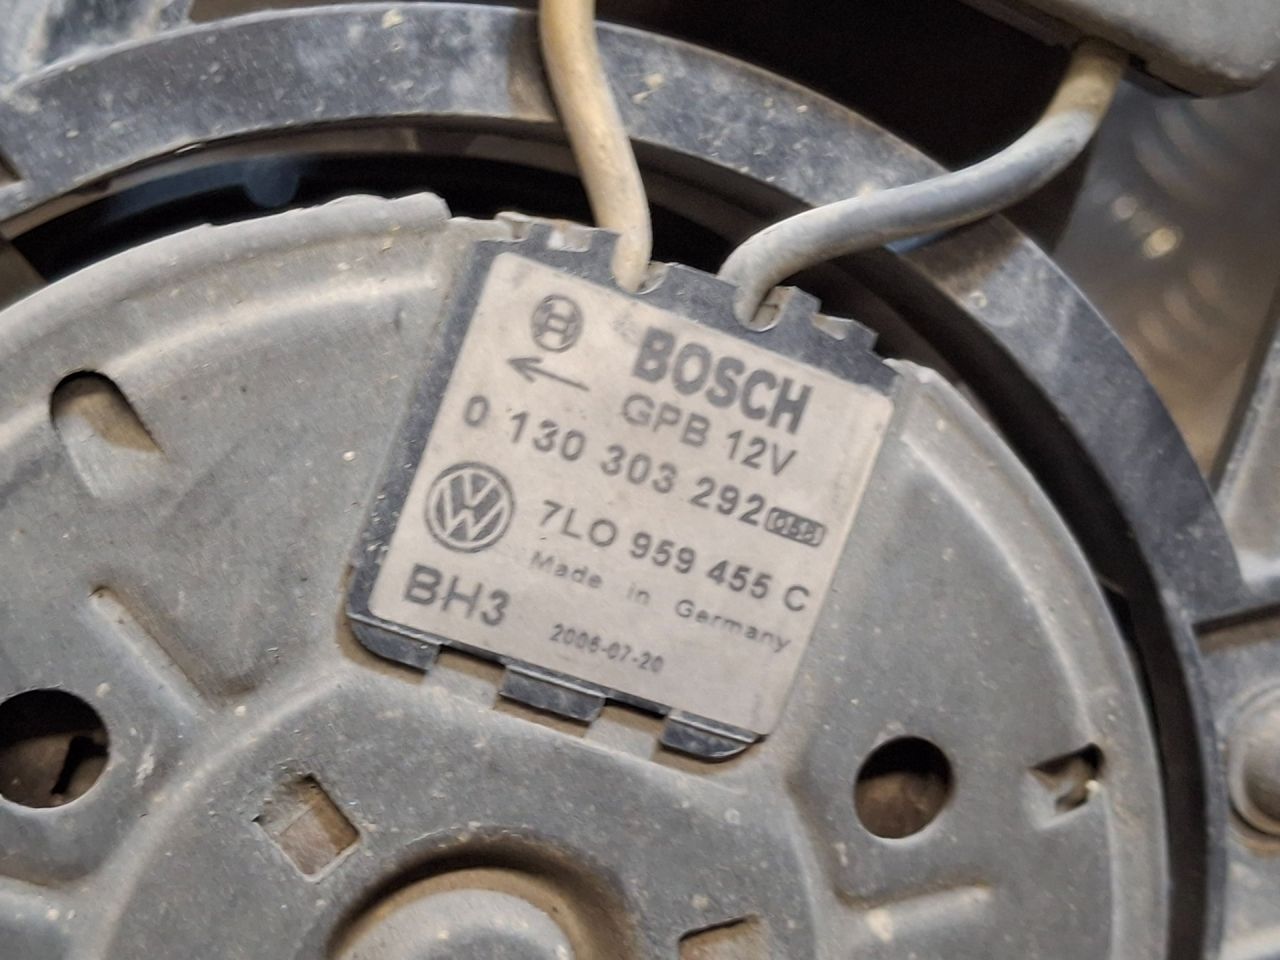 BOSCH
GPB 12V
0 130 303 292
7L0 959 455 C
Made in Germany
BH3
2006-07-20